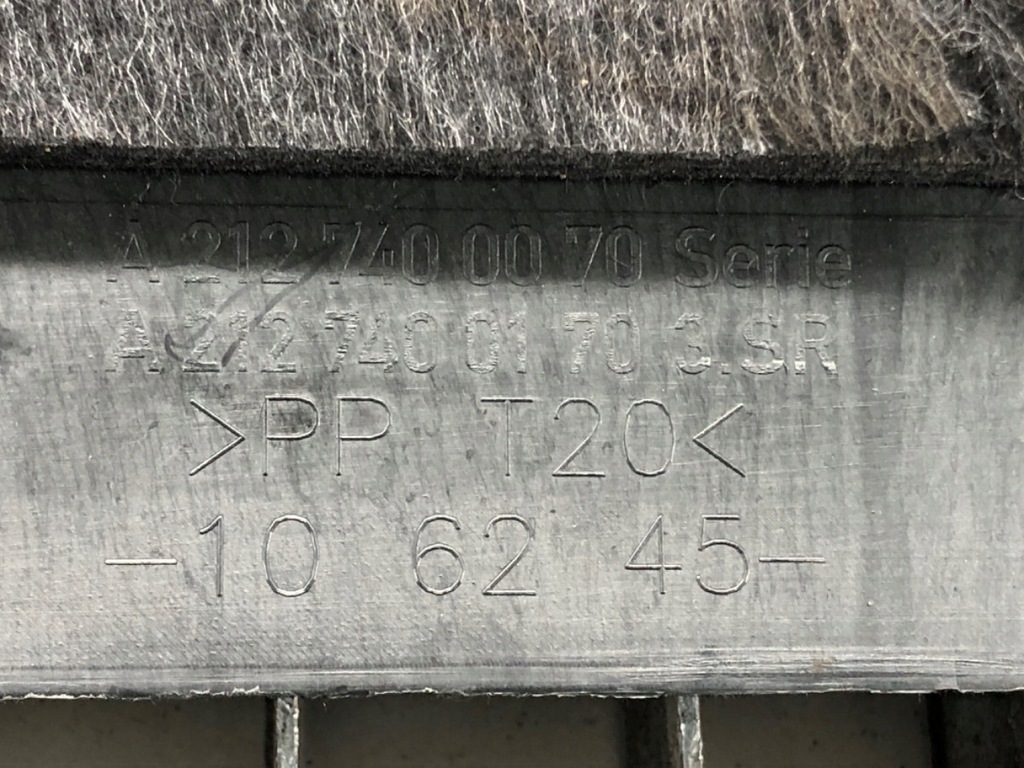 A 212 740 00 70 Serie
A 212 740 01 70 3.SR
>PP T20<
-10 62 45-